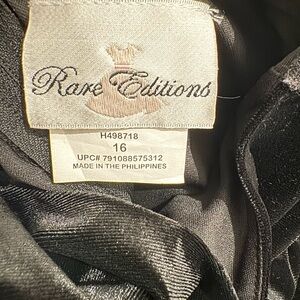 Rare Editions
H498718
16
UPC# 791088575312
MADE IN THE PHILIPPINES